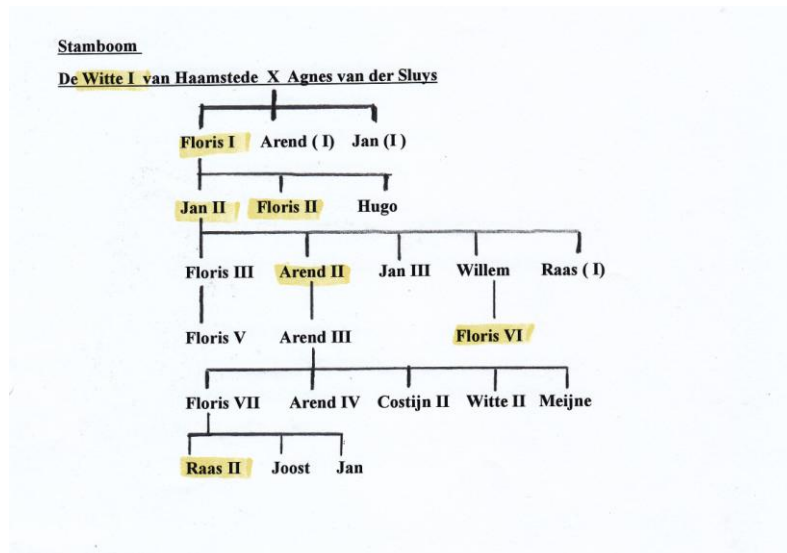 Stamboom
De Witte I van Haamstede X Agnes van der Sluys
Floris I Arend ( I) Jan (I )
Jan II Floris II Hugo
Floris III Arend II Jan III Willem Raas ( I)
Floris V Arend III Floris VI
Floris VII Arend IV Costijn II Witte II Meijne
Raas II Joost Jan